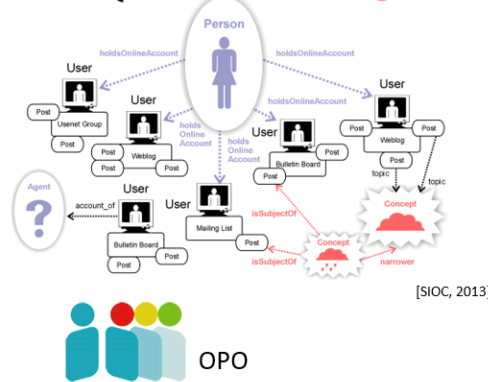 Person
holdsOnlineAccount
User
Post
Usenet Group
Post
User
Post
Weblog
Post
Post
holds
Online
Account
holds
Online
Account
holdsOnlineAccount
User
Post
Bulletin Board
Post
holdsOnlineAccount
User
Post
Post
Weblog
Post
topic
topic
Concept
Agent
?
account_of
User
Post
Bulletin Board
Post
User
Mailing List
Post
isSubjectOf
isSubjectOf
Concept
narrower
[SIOC, 2013]
OPO